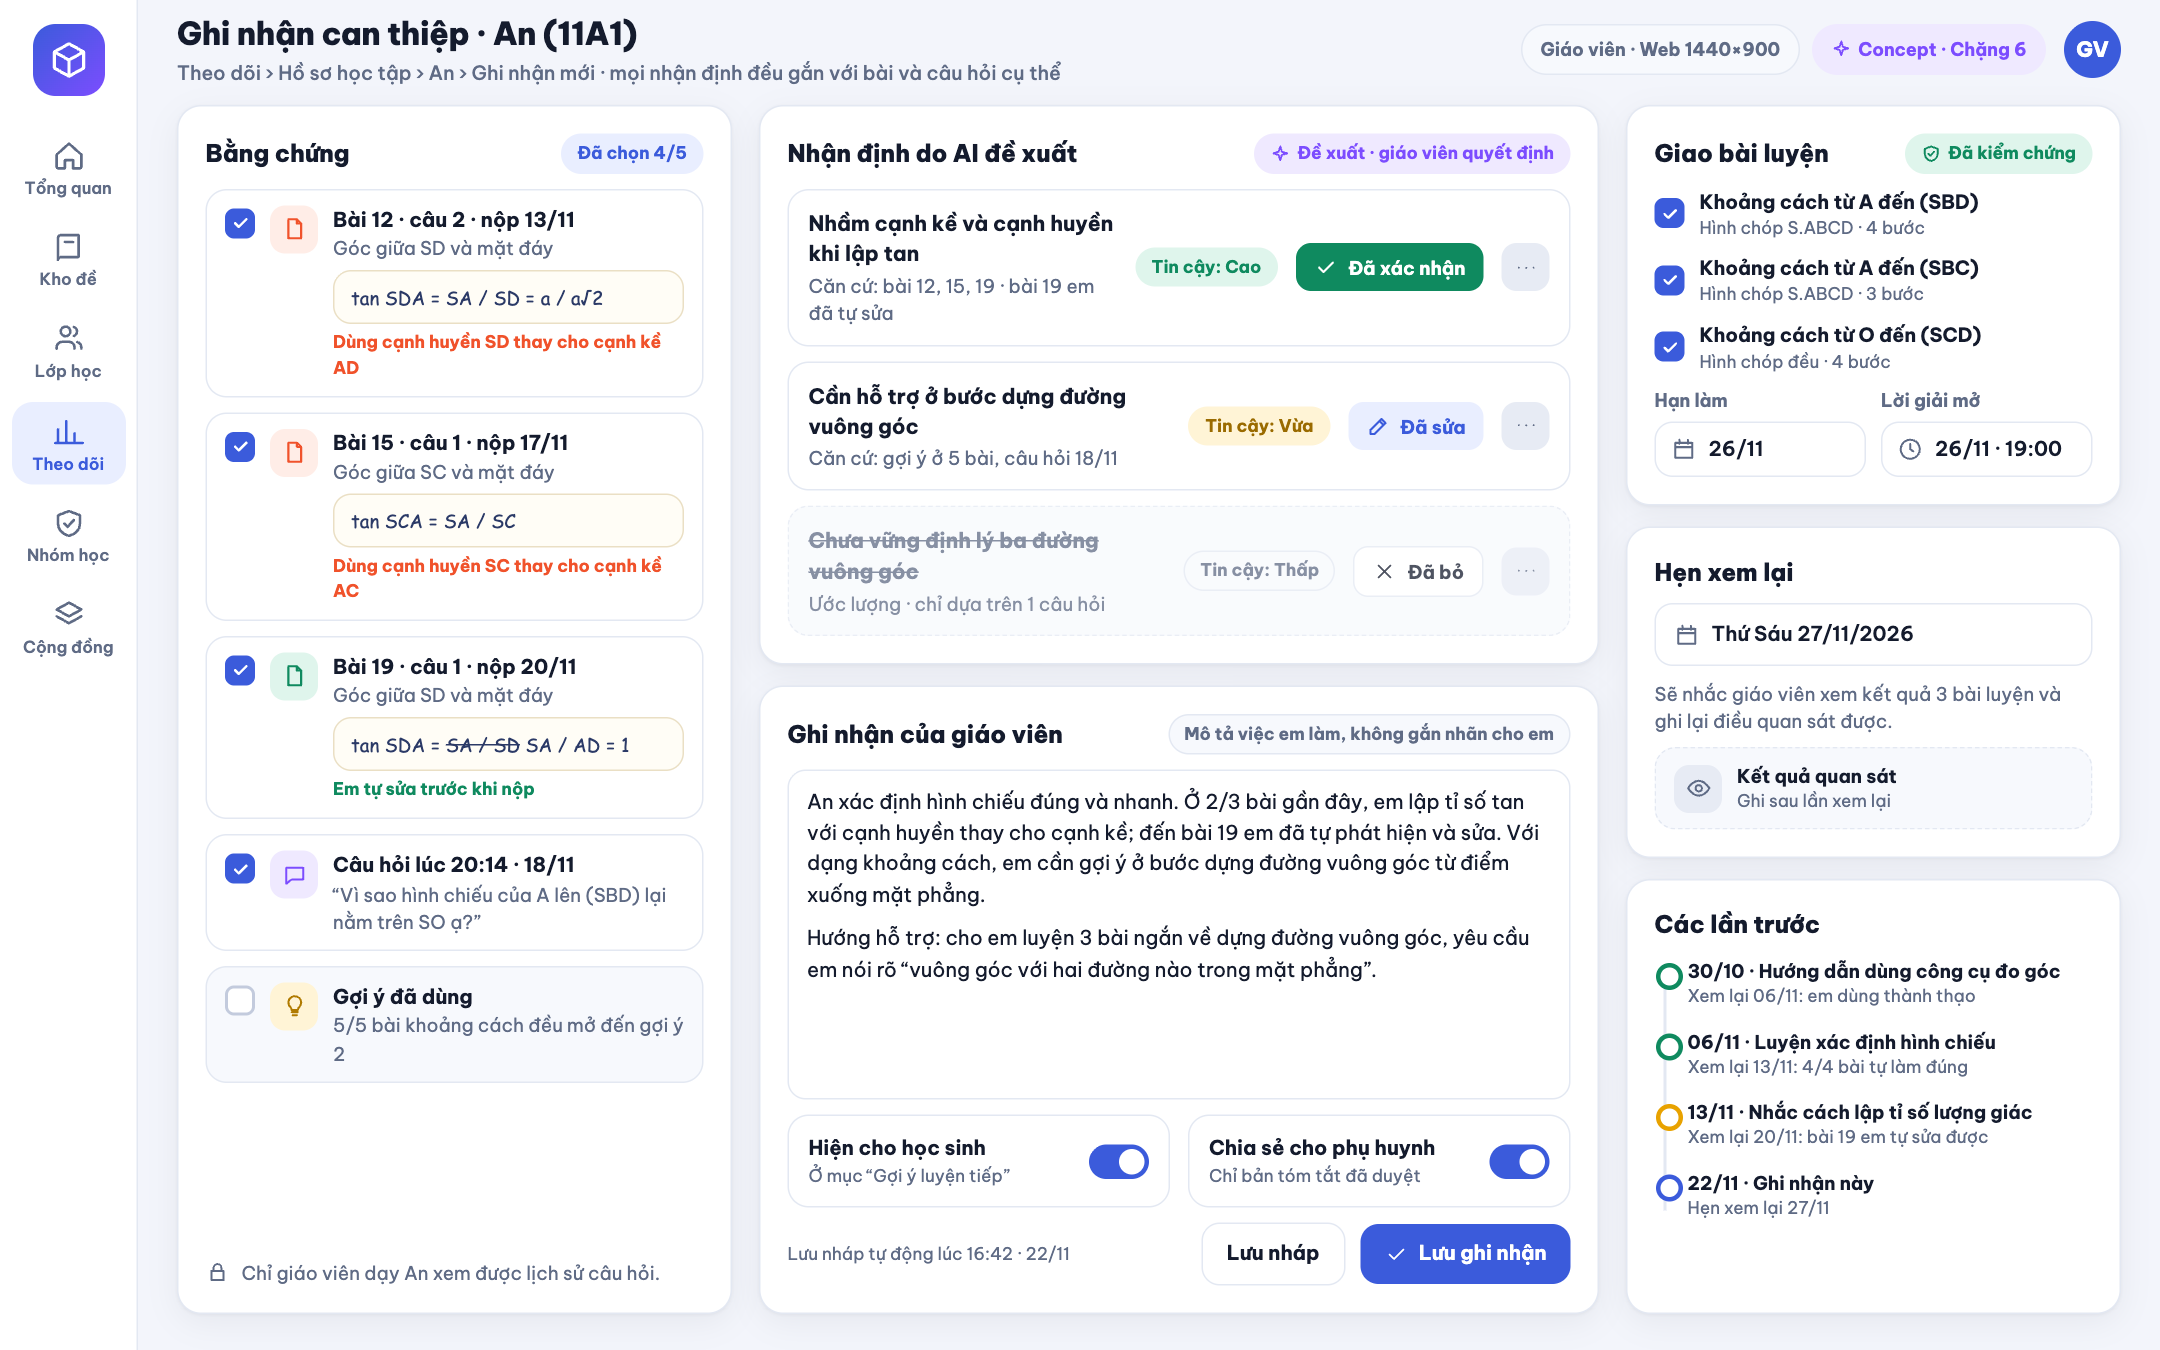 Ghi nhận can thiệp · An (11A1)
Theo dõi › Hồ sơ học tập › An › Ghi nhận mới · mọi nhận định đều gắn với bài và câu hỏi cụ thể
Giáo viên · Web 1440×900
Concept · Chặng 6
GV
Tổng quan
Kho đề
Lớp học
Theo dõi
Nhóm học
Cộng đồng
Bằng chứng
Đã chọn 4/5
Bài 12 · câu 2 · nộp 13/11
Góc giữa SD và mặt đáy
tan SDA = SA / SD = a / a√2
Dùng cạnh huyền SD thay cho cạnh kề
AD
Bài 15 · câu 1 · nộp 17/11
Góc giữa SC và mặt đáy
tan SCA = SA / SC
Dùng cạnh huyền SC thay cho cạnh kề
AC
Bài 19 · câu 1 · nộp 20/11
Góc giữa SD và mặt đáy
tan SDA = SA / SD SA / AD = 1
Em tự sửa trước khi nộp
Câu hỏi lúc 20:14 · 18/11
“Vì sao hình chiếu của A lên (SBD) lại
nằm trên SO ạ?”
Gợi ý đã dùng
5/5 bài khoảng cách đều mở đến gợi ý
2
Chỉ giáo viên dạy An xem được lịch sử câu hỏi.
Nhận định do AI đề xuất
Đề xuất · giáo viên quyết định
Nhầm cạnh kề và cạnh huyền
khi lập tan
Căn cứ: bài 12, 15, 19 · bài 19 em
đã tự sửa
Tin cậy: Cao
Đã xác nhận
...
Cần hỗ trợ ở bước dựng đường
vuông góc
Căn cứ: gợi ý ở 5 bài, câu hỏi 18/11
Tin cậy: Vừa
Đã sửa
...
Chưa vững định lý ba đường
vuông góc
Ước lượng · chỉ dựa trên 1 câu hỏi
Tin cậy: Thấp
Đã bỏ
...
Ghi nhận của giáo viên
Mô tả việc em làm, không gắn nhãn cho em
An xác định hình chiếu đúng và nhanh. Ở 2/3 bài gần đây, em lập tỉ số tan
với cạnh huyền thay cho cạnh kề; đến bài 19 em đã tự phát hiện và sửa. Với
dạng khoảng cách, em cần gợi ý ở bước dựng đường vuông góc từ điểm
xuống mặt phẳng.
Hướng hỗ trợ: cho em luyện 3 bài ngắn về dựng đường vuông góc, yêu cầu
em nói rõ “vuông góc với hai đường nào trong mặt phẳng”.
Hiện cho học sinh
Ở mục “Gợi ý luyện tiếp”
Chia sẻ cho phụ huynh
Chỉ bản tóm tắt đã duyệt
Lưu nháp tự động lúc 16:42 · 22/11
Lưu nháp
Lưu ghi nhận
Giao bài luyện
Đã kiểm chứng
Khoảng cách từ A đến (SBD)
Hình chóp S.ABCD · 4 bước
Khoảng cách từ A đến (SBC)
Hình chóp S.ABCD · 3 bước
Khoảng cách từ O đến (SCD)
Hình chóp đều · 4 bước
Hạn làm
Lời giải mở
26/11
26/11 · 19:00
Hẹn xem lại
Thứ Sáu 27/11/2026
Sẽ nhắc giáo viên xem kết quả 3 bài luyện và
ghi lại điều quan sát được.
Kết quả quan sát
Ghi sau lần xem lại
Các lần trước
30/10 · Hướng dẫn dùng công cụ đo góc
Xem lại 06/11: em dùng thành thạo
06/11 · Luyện xác định hình chiếu
Xem lại 13/11: 4/4 bài tự làm đúng
13/11 · Nhắc cách lập tỉ số lượng giác
Xem lại 20/11: bài 19 em tự sửa được
22/11 · Ghi nhận này
Hẹn xem lại 27/11